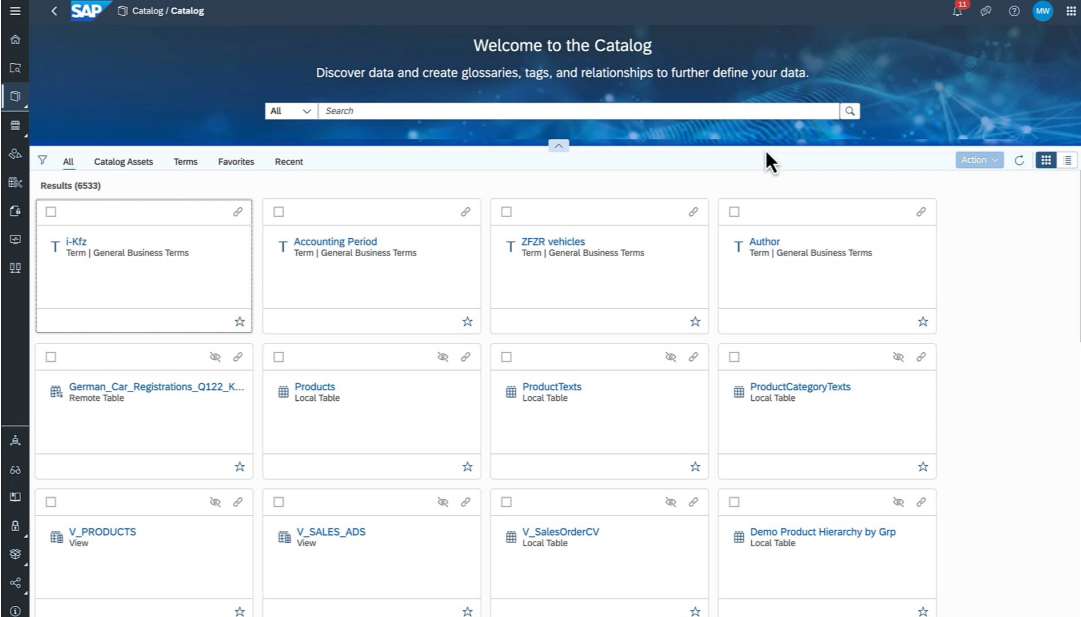 SAP Catalog / Catalog 11 MW
Welcome to the Catalog
Discover data and create glossaries, tags, and relationships to further define your data.
All Search
All Catalog Assets Terms Favorites Recent Action
Results (6533)
i-Kfz
Term | General Business Terms
Accounting Period
Term | General Business Terms
ZFZR vehicles
Term | General Business Terms
Author
Term | General Business Terms
German_Car_Registrations_Q122_K...
Remote Table
Products
Local Table
ProductTexts
Local Table
ProductCategoryTexts
Local Table
V_PRODUCTS
View
V_SALES_ADS
View
V_SalesOrderCV
Local Table
Demo Product Hierarchy by Grp
Local Table